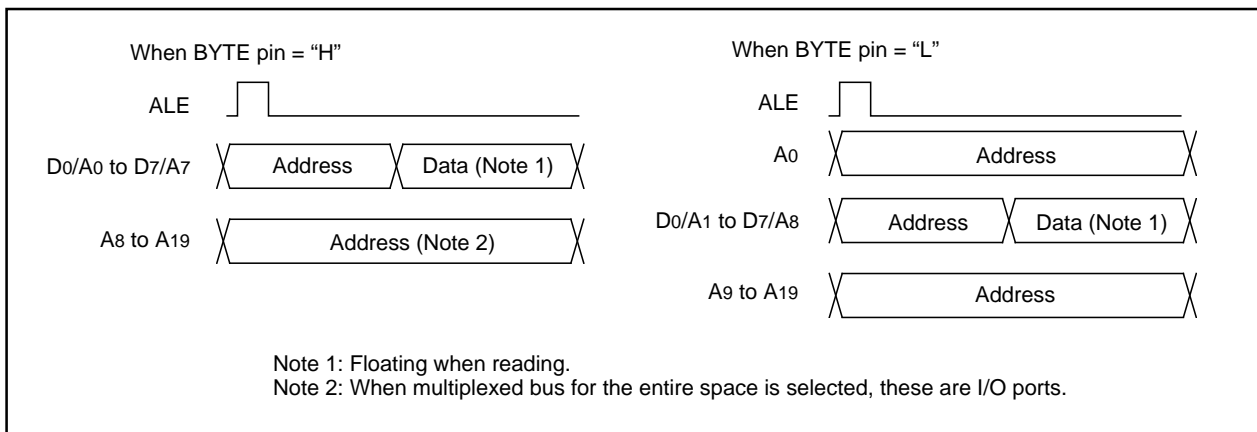 When BYTE pin = “H”
ALE
D0/A0 to D7/A7
Address
Data (Note 1)
A8 to A19
Address (Note 2)
When BYTE pin = “L”
ALE
A0
Address
D0/A1 to D7/A8
Address
Data (Note 1)
A9 to A19
Address
Note 1: Floating when reading.
Note 2: When multiplexed bus for the entire space is selected, these are I/O ports.